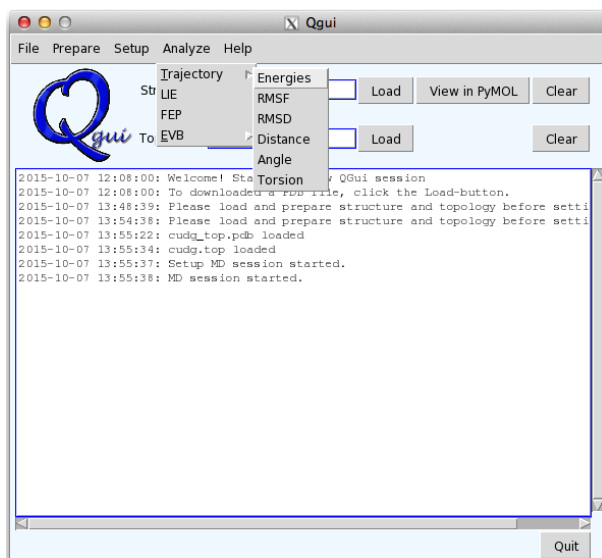 Qgui
File Prepare Setup Analyze Help
Trajectory
LIE
FEP
EVB
Energies
RMSF
RMSD
Distance
Angle
Torsion
Load View in PyMOL Clear
Qgui
Load Clear
2015-10-07 12:08:00: Welcome! QGui session
2015-10-07 12:08:00: To downloaded a PDB file, click the Load-button.
2015-10-07 13:48:39: Please load and prepare structure and topology before setti
2015-10-07 13:54:38: Please load and prepare structure and topology before setti
2015-10-07 13:55:22: cudg_top.pdb loaded
2015-10-07 13:55:34: cudg.top loaded
2015-10-07 13:55:37: Setup MD session started.
2015-10-07 13:55:38: MD session started.
Quit